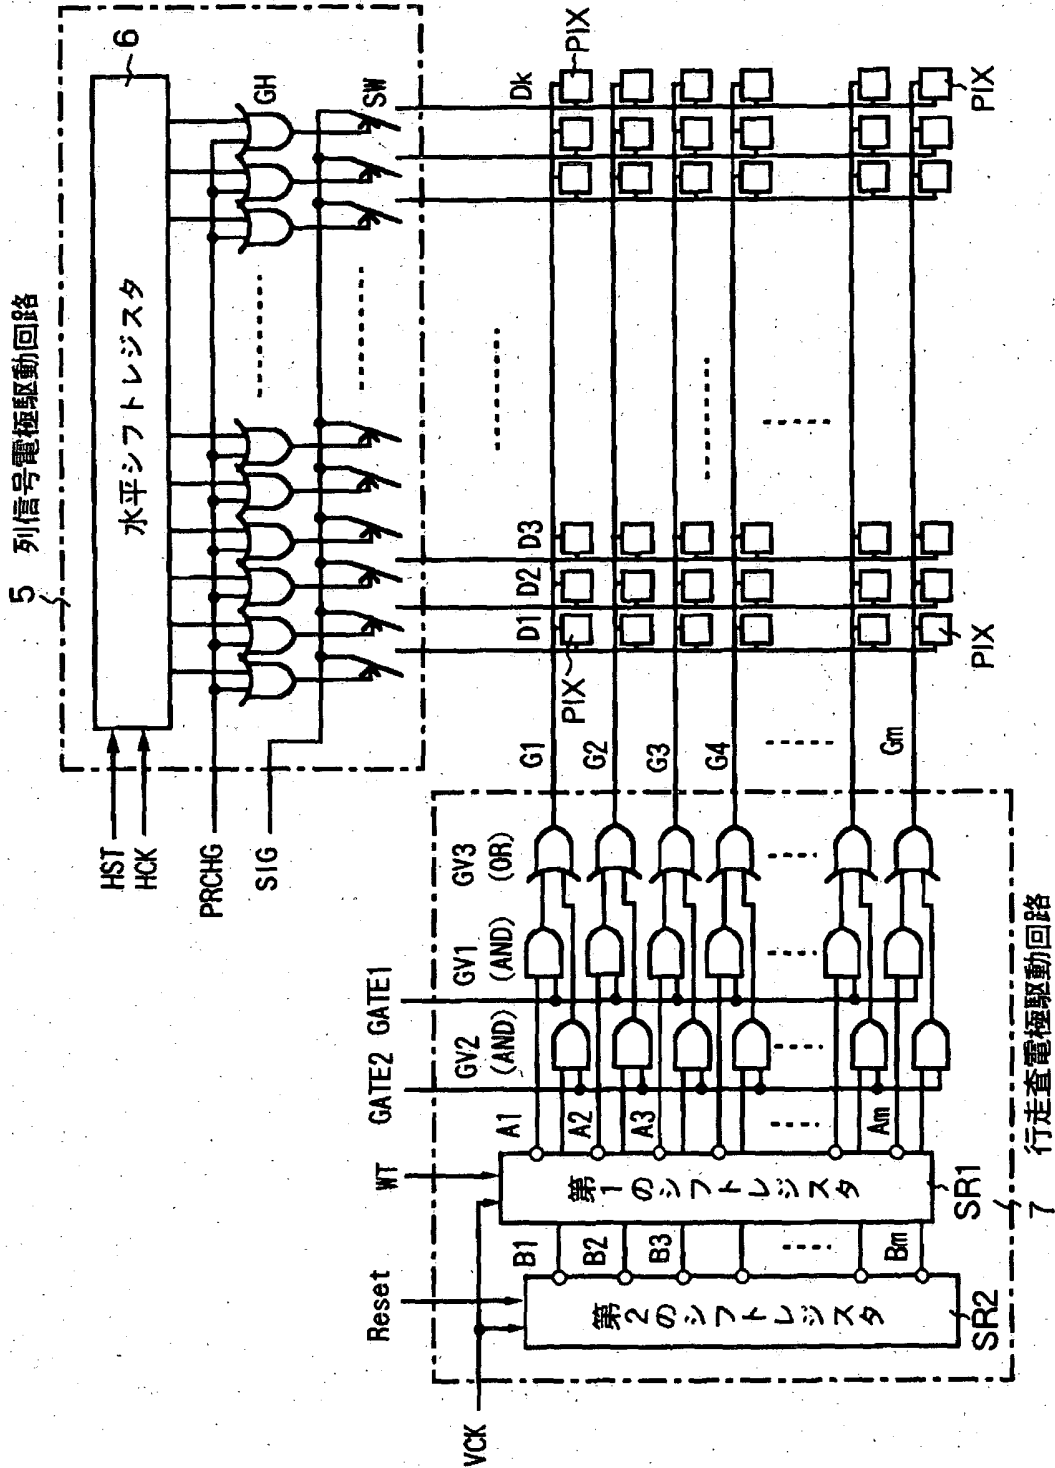 5 列信号電極駆動回路
6
水平シフトレジスタ
HST
HCK
PRCHG
SIG
GH
SW
D1
D2
D3
Dk
PIX
PIX
PIX
PIX
G1
G2
G3
G4
Gm
GV3
(OR)
GV1
(AND)
GV2
(AND)
GATE1
GATE2
A1
A2
A3
Am
WT
第1のシフトレジスタ
SR1
B1
B2
B3
Bm
Reset
第2のシフトレジスタ
SR2
VCK
行走査電極駆動回路
7